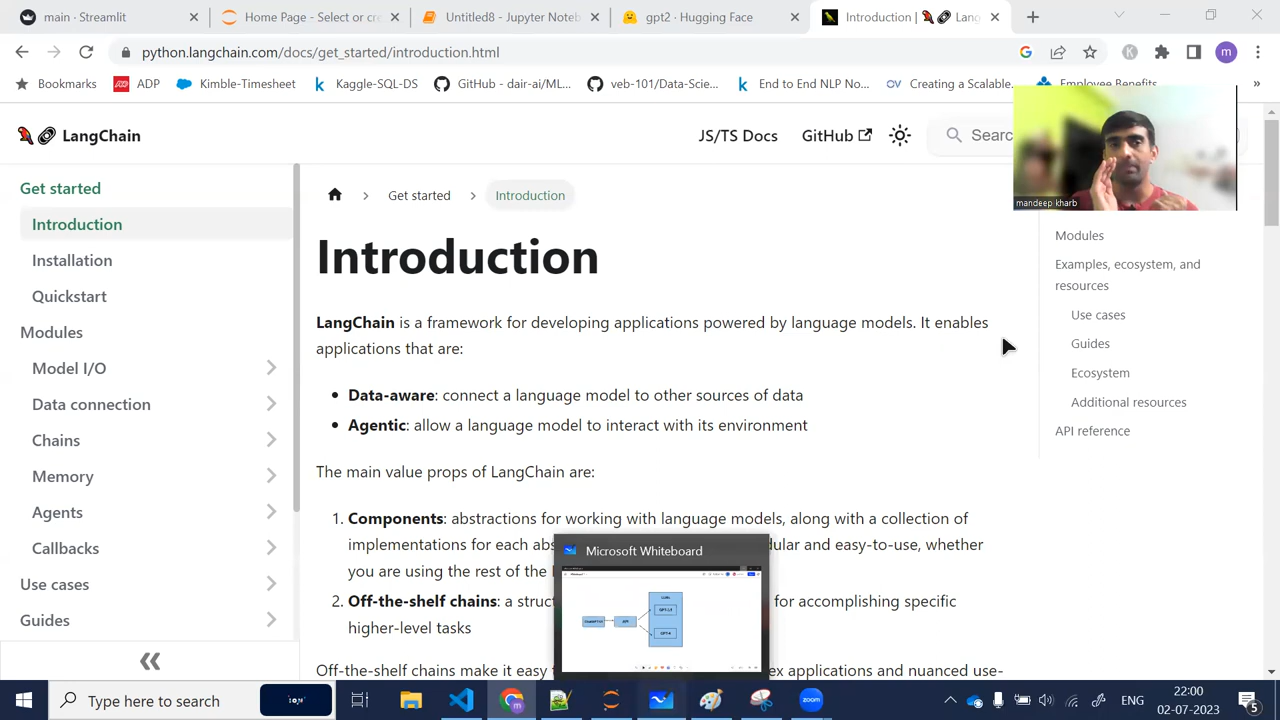 main · Streamlit
Home Page - Select or cre
Untitled8 - Jupyter Noteb
gpt2 · Hugging Face
Introduction | Lang
python.langchain.com/docs/get_started/introduction.html
m
Bookmarks
ADP
Kimble-Timesheet
Kaggle-SQL-DS
GitHub - dair-ai/ML...
veb-101/Data-Scie...
End to End NLP No...
Creating a Scalable..
Employee Benefits
LangChain
JS/TS Docs
GitHub
Searc
mandeep kharb
Get started
Introduction
Installation
Quickstart
Modules
Model I/O
Data connection
Chains
Memory
Agents
Callbacks
Use cases
Guides
Get started
Introduction
Introduction
LangChain is a framework for developing applications powered by language models. It enables
applications that are:
Data-aware: connect a language model to other sources of data
Agentic: allow a language model to interact with its environment
The main value props of LangChain are:
1. Components: abstractions for working with language models, along with a collection of
implementations for each abs dular and easy-to-use, whether
you are using the rest of the
2. Off-the-shelf chains: a struct for accomplishing specific
higher-level tasks
Off-the-shelf chains make it easy ex applications and nuanced use-
Modules
Examples, ecosystem, and
resources
Use cases
Guides
Ecosystem
Additional resources
API reference
Microsoft Whiteboard
API
GPT-4
Type here to search
zoom
ENG
22:00
02-07-2023
5